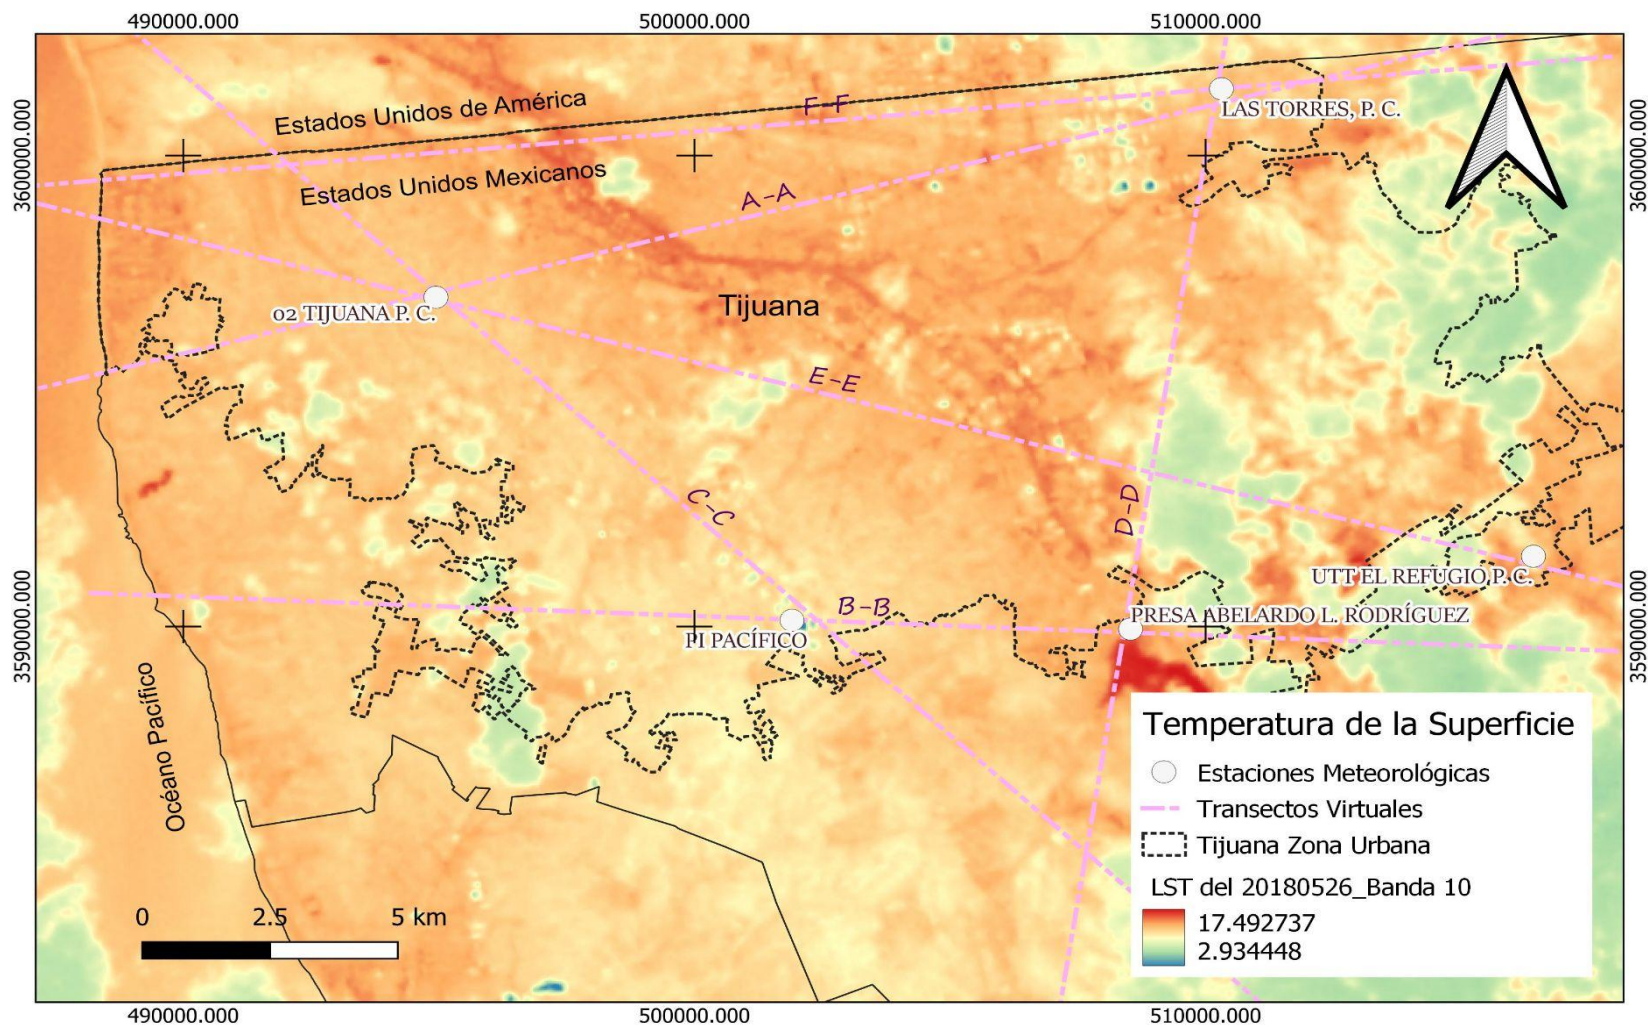 490000.000
500000.000
510000.000
3600000.000
3600000.000
Estados Unidos de América
F-F
LAS TORRES, P. C.
Estados Unidos Mexicanos
A-A
02 TIJUANA P. C.
Tijuana
E-E
C-C
D-D
UTT EL REFUGIO P. C.
3590000.000
3590000.000
B-B
PRESA ABELARDO L. RODRÍGUEZ
PI PACÍFICO
Océano Pacífico
Temperatura de la Superficie
Estaciones Meteorológicas
Transectos Virtuales
Tijuana Zona Urbana
LST del 20180526_Banda 10
17.492737
2.934448
0 2.5 5 km
490000.000
500000.000
510000.000